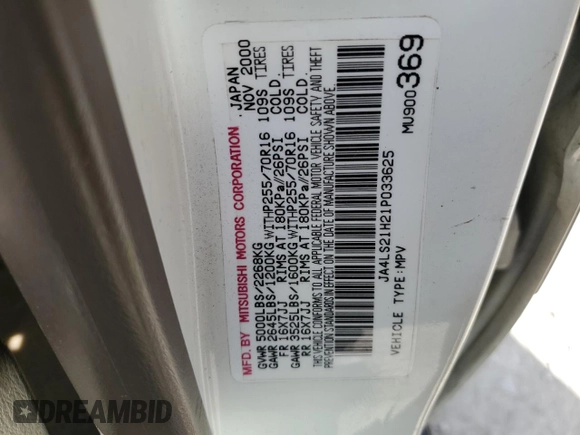 MFD. BY MITSUBISHI MOTORS CORPORATION JAPAN
GVWR 5000LBS/2268KG NOV 2000
GAWR 2645LBS/1200KG WITH P255/70R16 109S TIRES
FR 16X7JJ RIMS AT 180KPa//26PSI COLD.
GAWR 3525LBS/1600KG WITH P255/70R16 109S TIRES
RR 16X7JJ RIMS AT 180KPa//26PSI COLD.
THIS VEHICLE CONFORMS TO ALL APPLICABLE FEDERAL MOTOR VEHICLE SAFETY AND THEFT
PREVENTION STANDARDS IN EFFECT ON THE DATE OF MANUFACTURE SHOWN ABOVE.
JA4LS21H21P033625
VEHICLE TYPE:MPV MU900369
DREAMBID